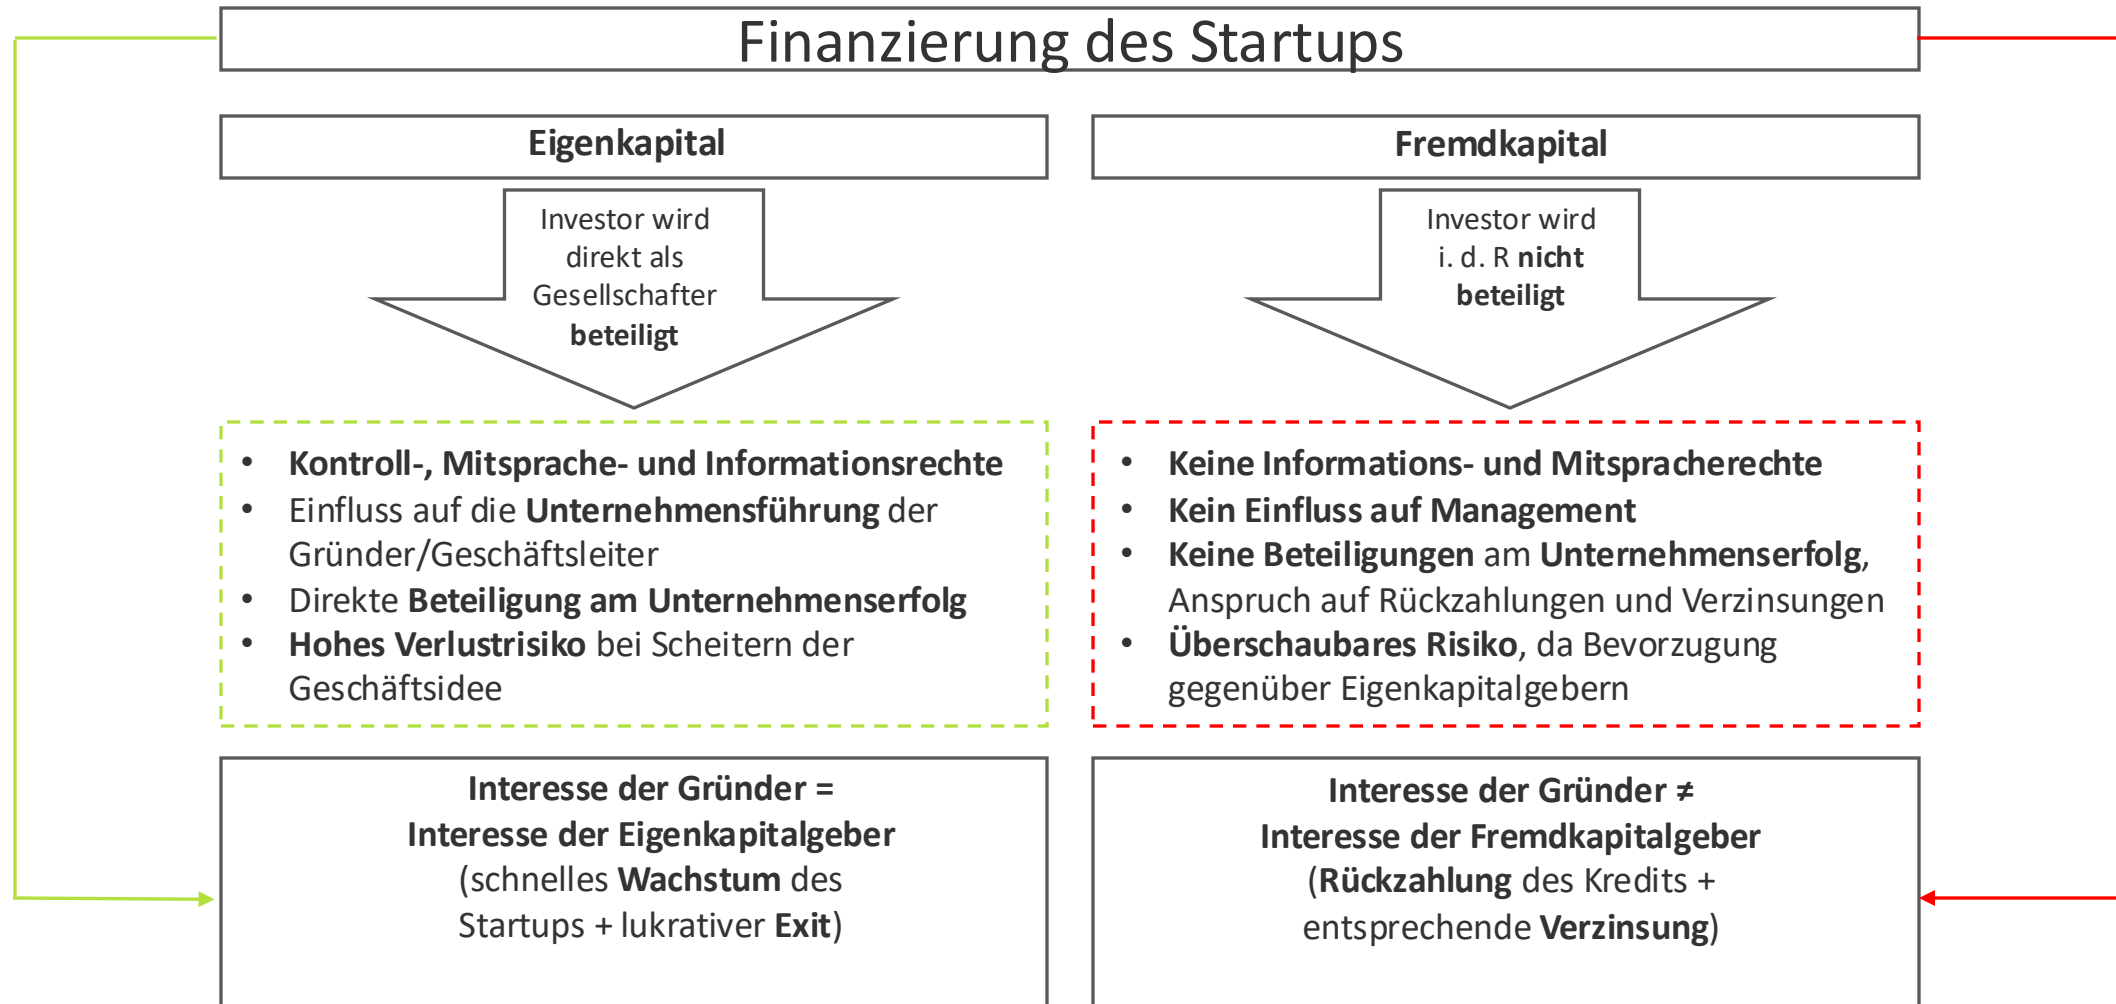 Finanzierung des Startups
Eigenkapital
Investor wird
direkt als
Gesellschafter
beteiligt
• Kontroll-, Mitsprache- und Informationsrechte
• Einfluss auf die Unternehmensführung der
Gründer/Geschäftsleiter
• Direkte Beteiligung am Unternehmenserfolg
• Hohes Verlustrisiko bei Scheitern der
Geschäftsidee
Interesse der Gründer =
Interesse der Eigenkapitalgeber
(schnelles Wachstum des
Startups + lukrativer Exit)
Fremdkapital
Investor wird
i. d. R nicht
beteiligt
• Keine Informations- und Mitspracherechte
• Kein Einfluss auf Management
• Keine Beteiligungen am Unternehmenserfolg,
Anspruch auf Rückzahlungen und Verzinsungen
• Überschaubares Risiko, da Bevorzugung
gegenüber Eigenkapitalgebern
Interesse der Gründer ≠
Interesse der Fremdkapitalgeber
(Rückzahlung des Kredits +
entsprechende Verzinsung)